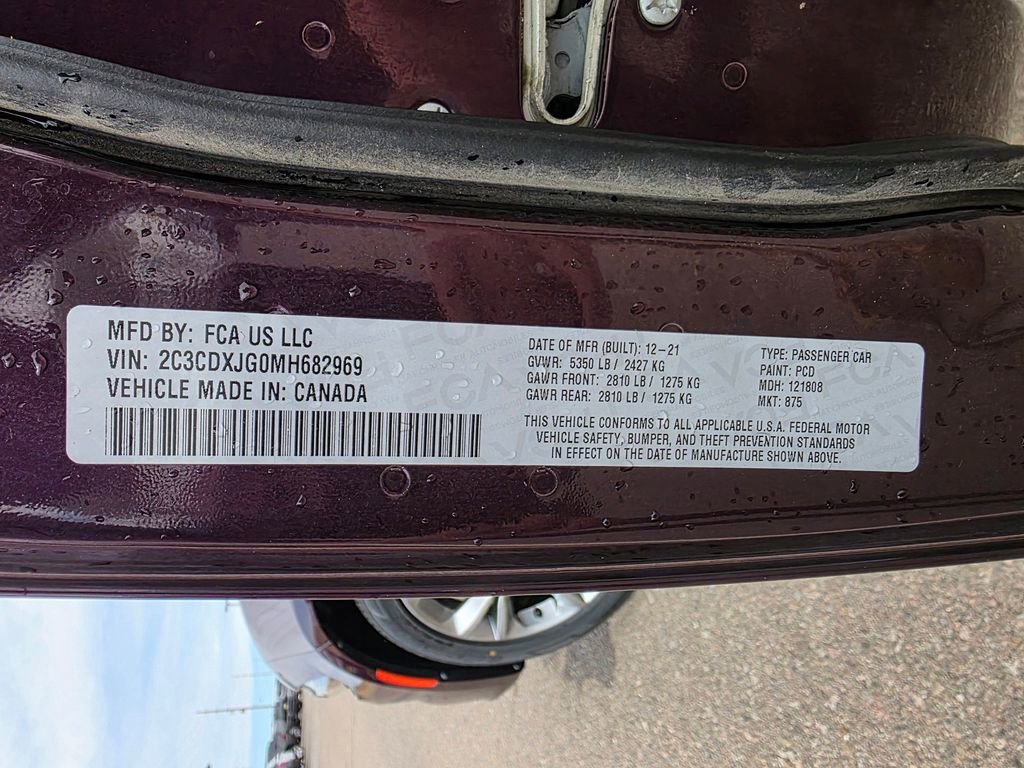 MFD BY: FCA US LLC
VIN: 2C3CDXJG0MH682969
VEHICLE MADE IN: CANADA
DATE OF MFR (BUILT): 12-21
GVWR: 5350 LB / 2427 KG
GAWR FRONT: 2810 LB / 1275 KG
GAWR REAR: 2810 LB / 1275 KG
TYPE: PASSENGER CAR
PAINT: PCD
MDH: 121808
MKT: 875
THIS VEHICLE CONFORMS TO ALL APPLICABLE U.S.A. FEDERAL MOTOR
VEHICLE SAFETY, BUMPER, AND THEFT PREVENTION STANDARDS
IN EFFECT ON THE DATE OF MANUFACTURE SHOWN ABOVE.